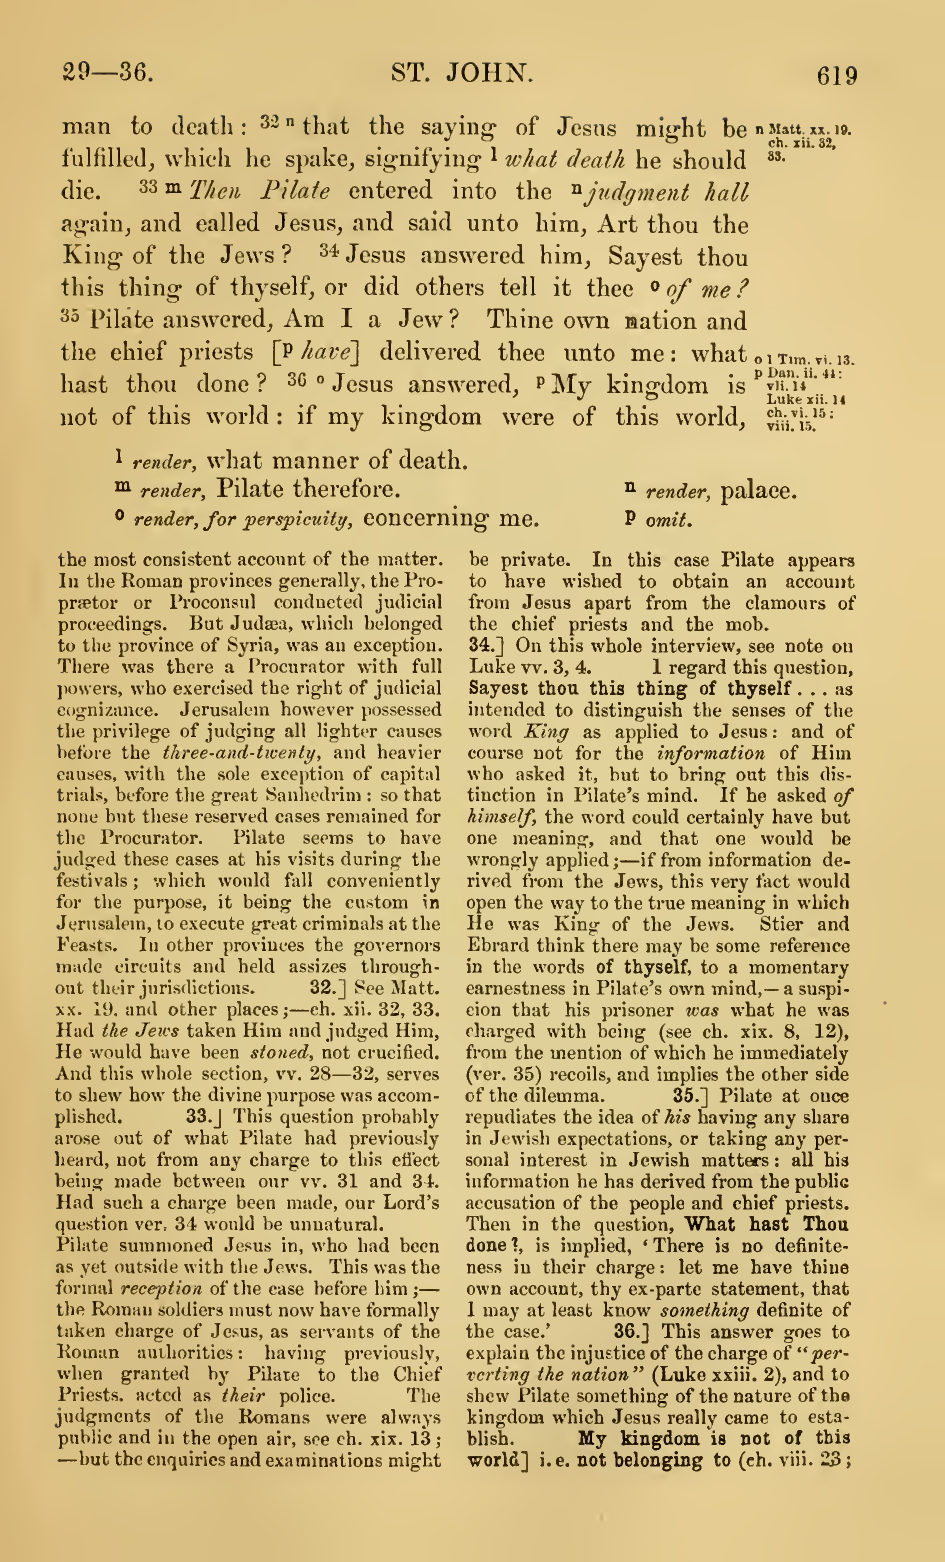 29—36.
ST. JOHN.
619
man to death : 32 n that the saying of Jesus might be
fulfilled, which he spake, signifying 1 what death he should
die. 33 m Then Pilate entered into the n judgment hall
again, and called Jesus, and said unto him, Art thou the
King of the Jews ? 34 Jesus answered him, Sayest thou
this thing of thyself, or did others tell it thee o of me ?
35 Pilate answered, Am I a Jew ? Thine own nation and
the chief priests [p have] delivered thee unto me : what
hast thou done ? 36 o Jesus answered, p My kingdom is
not of this world : if my kingdom were of this world,
n Matt. xx. 19.
ch. xii. 32,
33.
o 1 Tim. vi. 13.
p Dan. ii. 44:
vii. 14
Luke xii. 14
ch. vi. 15:
viii. 15.
1 render, what manner of death.
m render, Pilate therefore.
n render, palace.
o render, for perspicuity, concerning me.
p omit.
the most consistent account of the matter.
In the Roman provinces generally, the Pro-
prætor or Proconsul conducted judicial
proceedings. But Judæa, which belonged
to the province of Syria, was an exception.
There was there a Procurator with full
powers, who exercised the right of judicial
cognizance. Jerusalem however possessed
the privilege of judging all lighter causes
before the three-and-twenty, and heavier
causes, with the sole exception of capital
trials, before the great Sanhedrim : so that
none but these reserved cases remained for
the Procurator. Pilate seems to have
judged these cases at his visits during the
festivals ; which would fall conveniently
for the purpose, it being the custom in
Jerusalem, to execute great criminals at the
Feasts. In other provinces the governors
made circuits and held assizes through-
out their jurisdictions. 32.] See Matt.
xx. 19. and other places ;—ch. xii. 32, 33.
Had the Jews taken Him and judged Him,
He would have been stoned, not crucified.
And this whole section, vv. 28—32, serves
to shew how the divine purpose was accom-
plished. 33.] This question probably
arose out of what Pilate had previously
heard, not from any charge to this effect
being made between our vv. 31 and 34.
Had such a charge been made, our Lord's
question ver. 34 would be unnatural.
Pilate summoned Jesus in, who had been
as yet outside with the Jews. This was the
formal reception of the case before him ;—
the Roman soldiers must now have formally
taken charge of Jesus, as servants of the
Roman authorities : having previously,
when granted by Pilate to the Chief
Priests. acted as their police. The
judgments of the Romans were always
public and in the open air, see ch. xix. 13 ;
—but the enquiries and examinations might
be private. In this case Pilate appears
to have wished to obtain an account
from Jesus apart from the clamours of
the chief priests and the mob.
34.] On this whole interview, see note on
Luke vv. 3, 4. I regard this question,
Sayest thou this thing of thyself . . . as
intended to distinguish the senses of the
word King as applied to Jesus : and of
course not for the information of Him
who asked it, but to bring out this dis-
tinction in Pilate's mind. If he asked of
himself, the word could certainly have but
one meaning, and that one would be
wrongly applied ;—if from information de-
rived from the Jews, this very fact would
open the way to the true meaning in which
He was King of the Jews. Stier and
Ebrard think there may be some reference
in the words of thyself, to a momentary
earnestness in Pilate's own mind,—a suspi-
cion that his prisoner was what he was
charged with being (see ch. xix. 8, 12),
from the mention of which he immediately
(ver. 35) recoils, and implies the other side
of the dilemma. 35.] Pilate at once
repudiates the idea of his having any share
in Jewish expectations, or taking any per-
sonal interest in Jewish matters : all his
information he has derived from the public
accusation of the people and chief priests.
Then in the question, What hast Thou
done ?, is implied, ‘ There is no definite-
ness in their charge : let me have thine
own account, thy ex-parte statement, that
I may at least know something definite of
the case.’ 36.] This answer goes to
explain the injustice of the charge of “ per-
verting the nation ” (Luke xxiii. 2), and to
shew Pilate something of the nature of the
kingdom which Jesus really came to esta-
blish. My kingdom is not of this
world] i. e. not belonging to (ch. viii. 23 ;